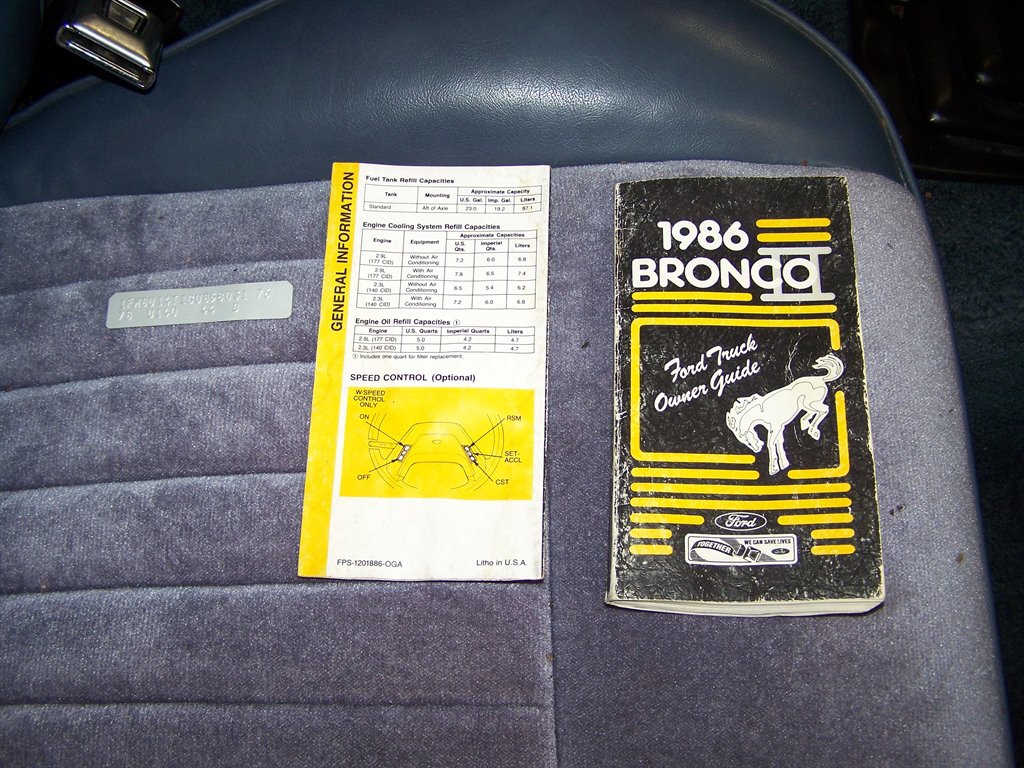 GENERAL INFORMATION
Fuel Tank Refill Capacities
Tank Mounting Approximate Capacity
U.S. Gal. Imp. Gal. Liters
Standard Aft of Axle 23.0 19.2 87.1
Engine Cooling System Refill Capacities
Engine Equipment Approximate Capacities
U.S. Qts. Imperial Qts. Liters
2.9L (177 CID) Without Air Conditioning 7.2 6.0 6.8
2.9L (177 CID) With Air Conditioning 7.8 6.5 7.4
2.3L (140 CID) Without Air Conditioning 6.5 5.4 6.2
2.3L (140 CID) With Air Conditioning 7.2 6.0 6.8
Engine Oil Refill Capacities ①
Engine U.S. Quarts Imperial Quarts Liters
2.9L (177 CID) 5.0 4.2 4.7
2.3L (140 CID) 5.0 4.2 4.7
① Includes one quart for filter replacement.
SPEED CONTROL (Optional)
W/SPEED
CONTROL
ONLY
ON
OFF
RSM
SET-
ACCL
CST
FPS-1201886-OGA Litho in U.S.A.
1986
BRONCO II
Ford Truck
Owner Guide
Ford
TOGETHER WE CAN SAVE LIVES